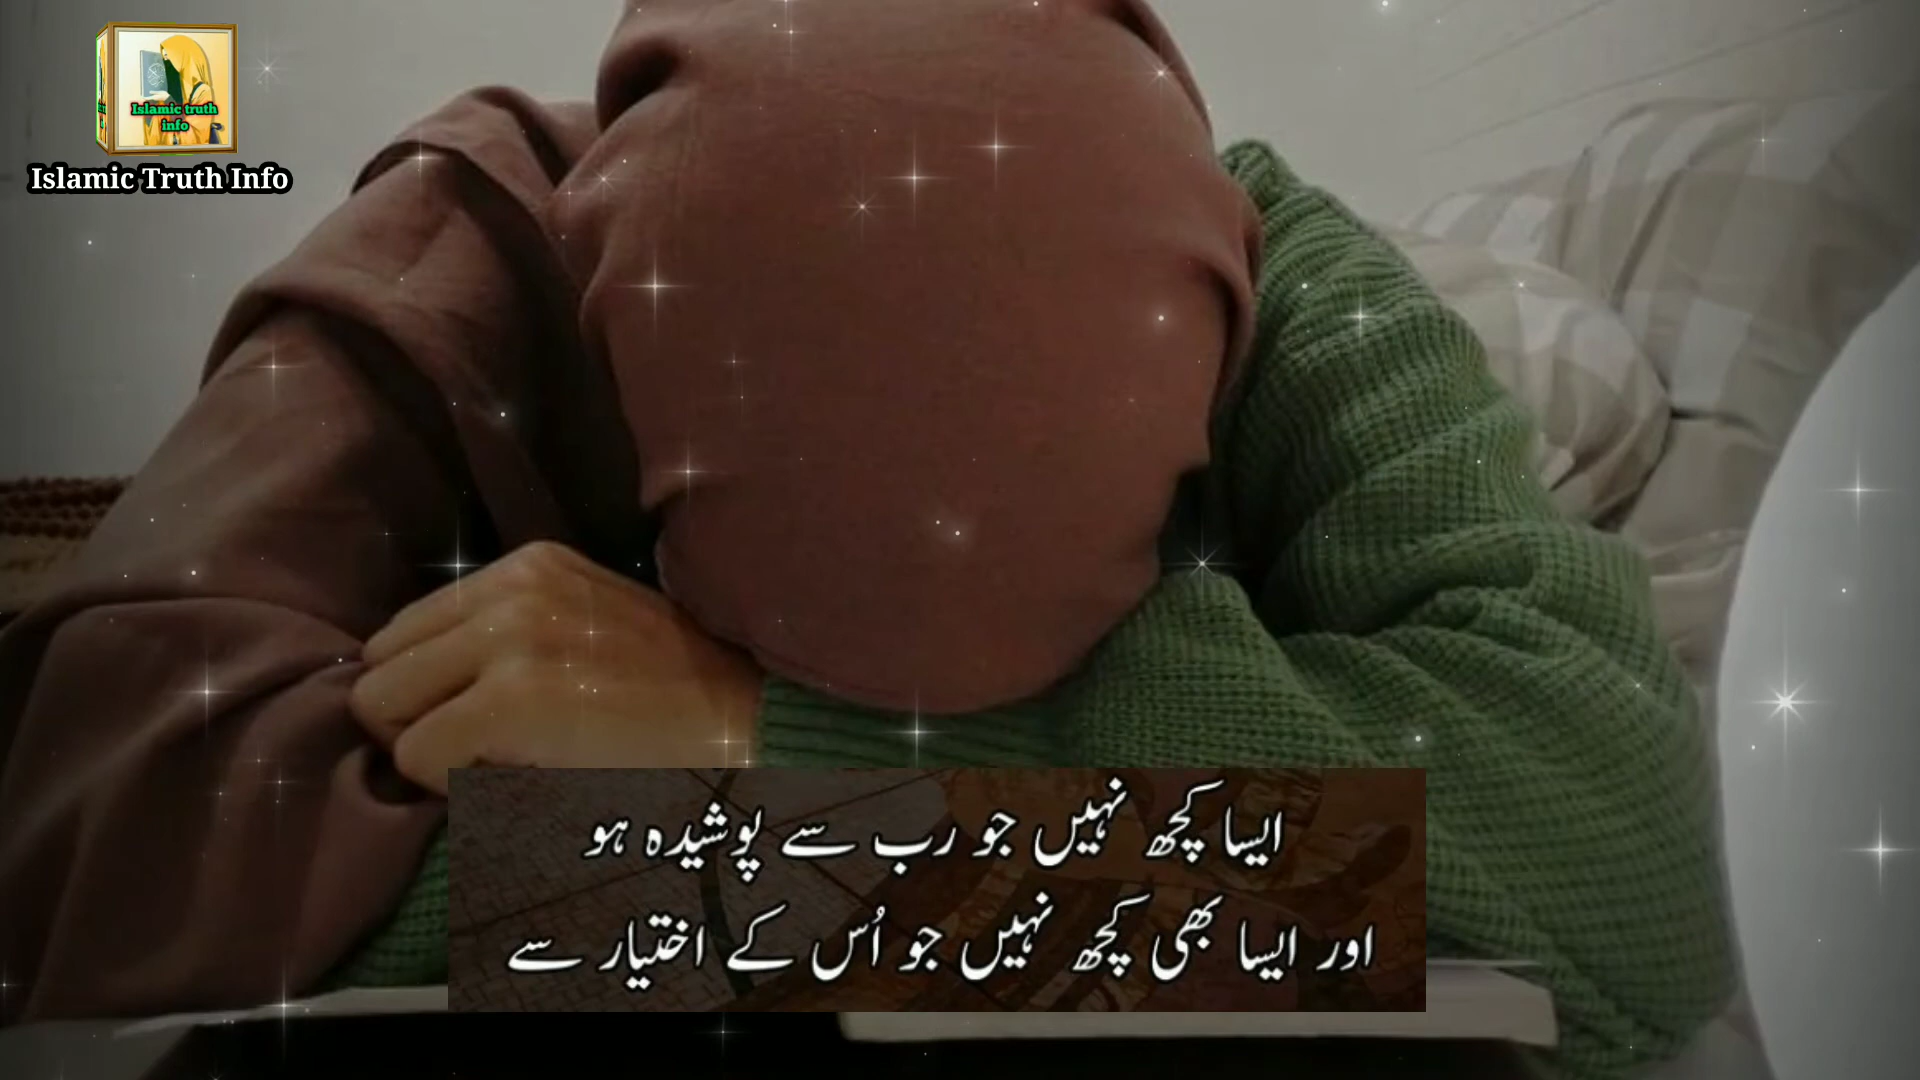 Islamic truth
info
Islamic Truth Info
ایسا کچھ نہیں جو رب سے پوشیدہ ہو
اور ایسا بھی کچھ نہیں جو اُس کے اختیار سے